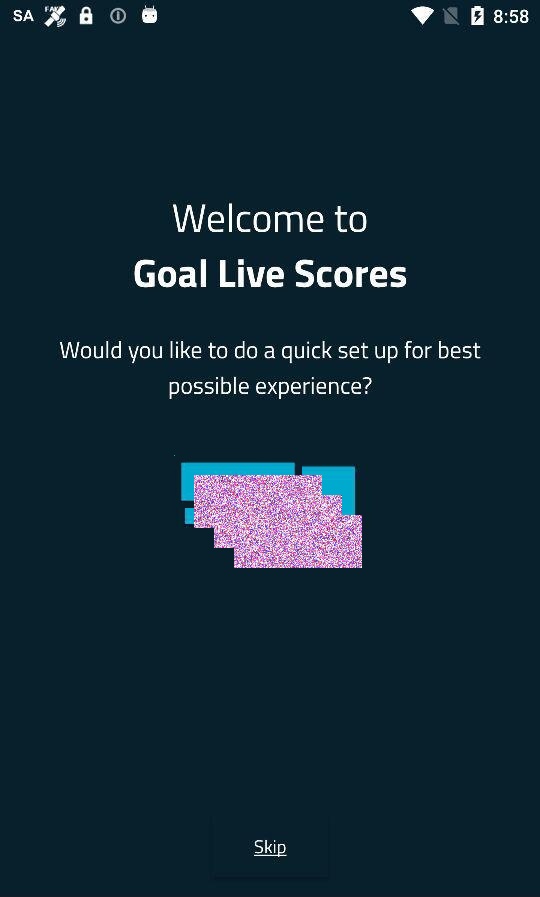 SA 8:58
Welcome to
Goal Live Scores
Would you like to do a quick set up for best
possible experience?
Skip